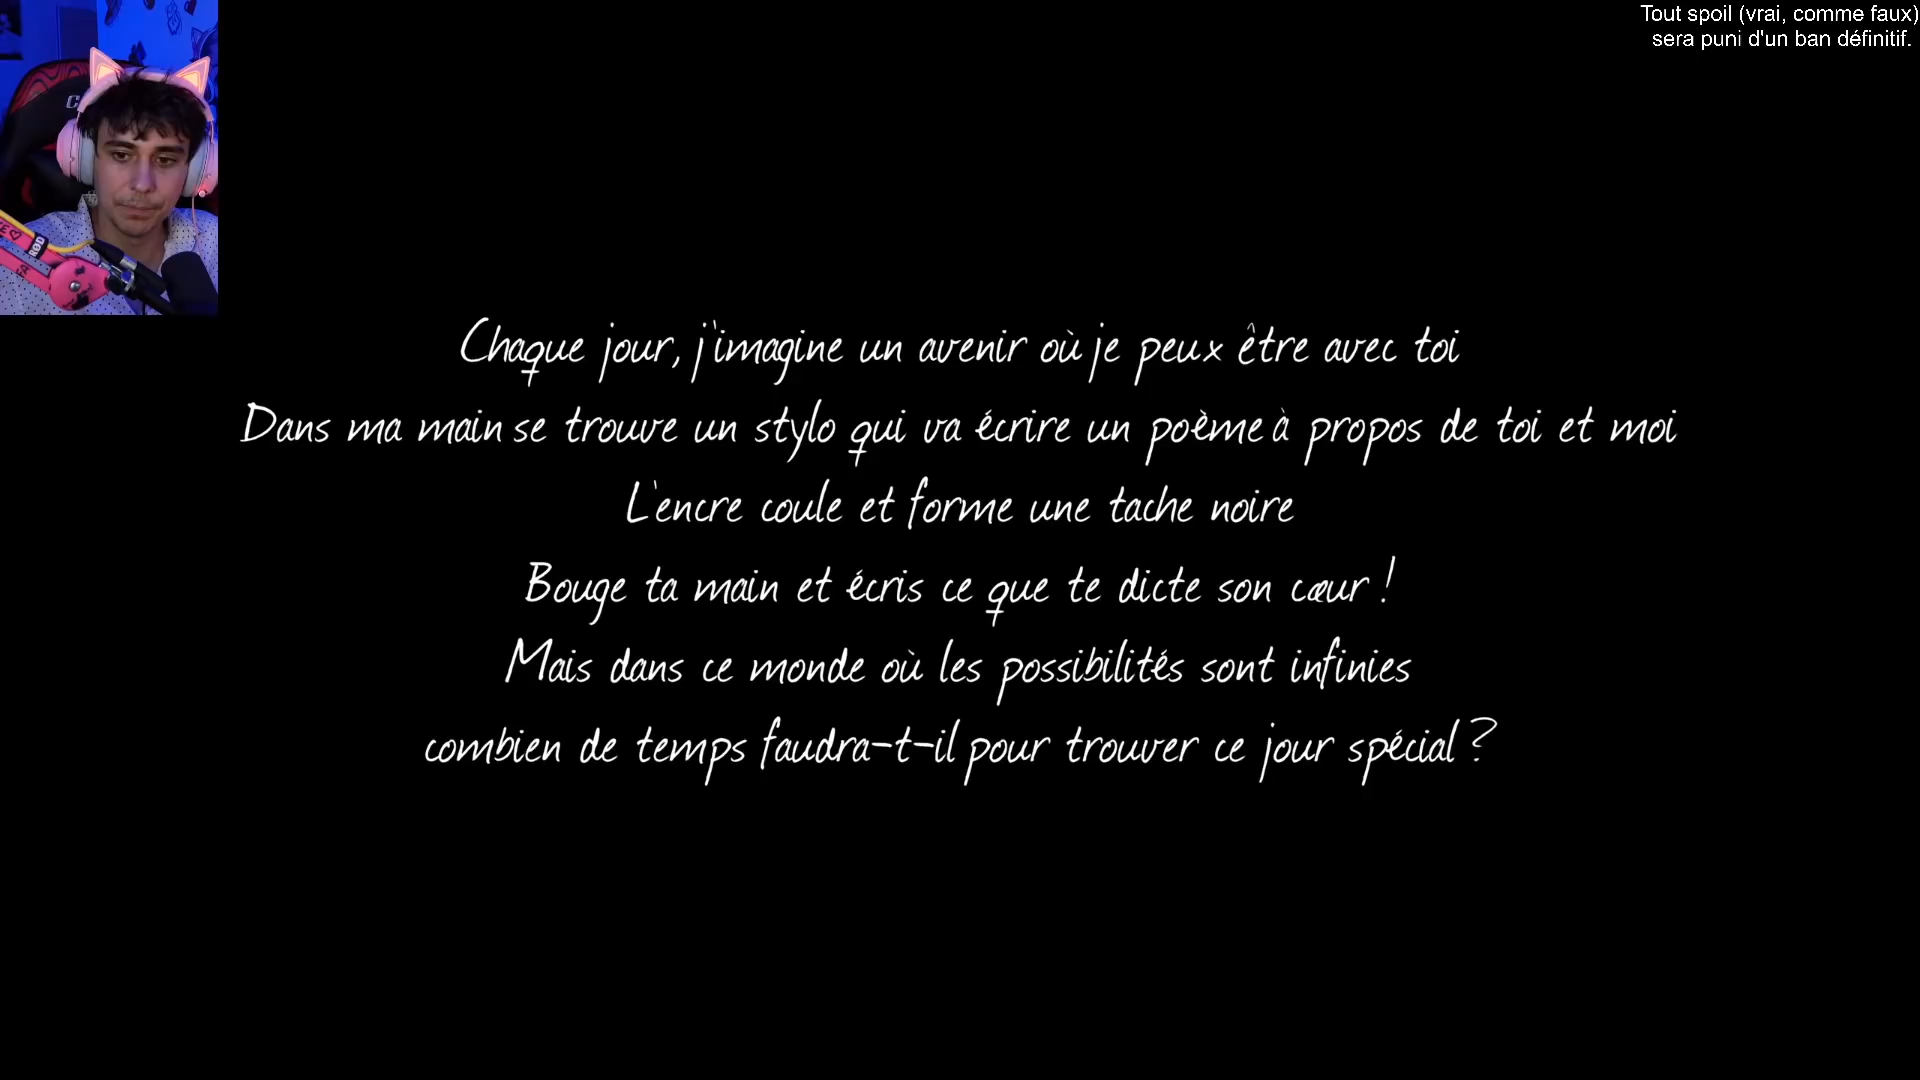 Tout spoil (vrai, comme faux)
sera puni d'un ban définitif.
Chaque jour, j'imagine un avenir où je peux être avec toi
Dans ma main se trouve un stylo qui va écrire un poème à propos de toi et moi
L'encre coule et forme une tache noire
Bouge ta main et écris ce que te dicte son cœur !
Mais dans ce monde où les possibilités sont infinies
combien de temps faudra-t-il pour trouver ce jour spécial ?